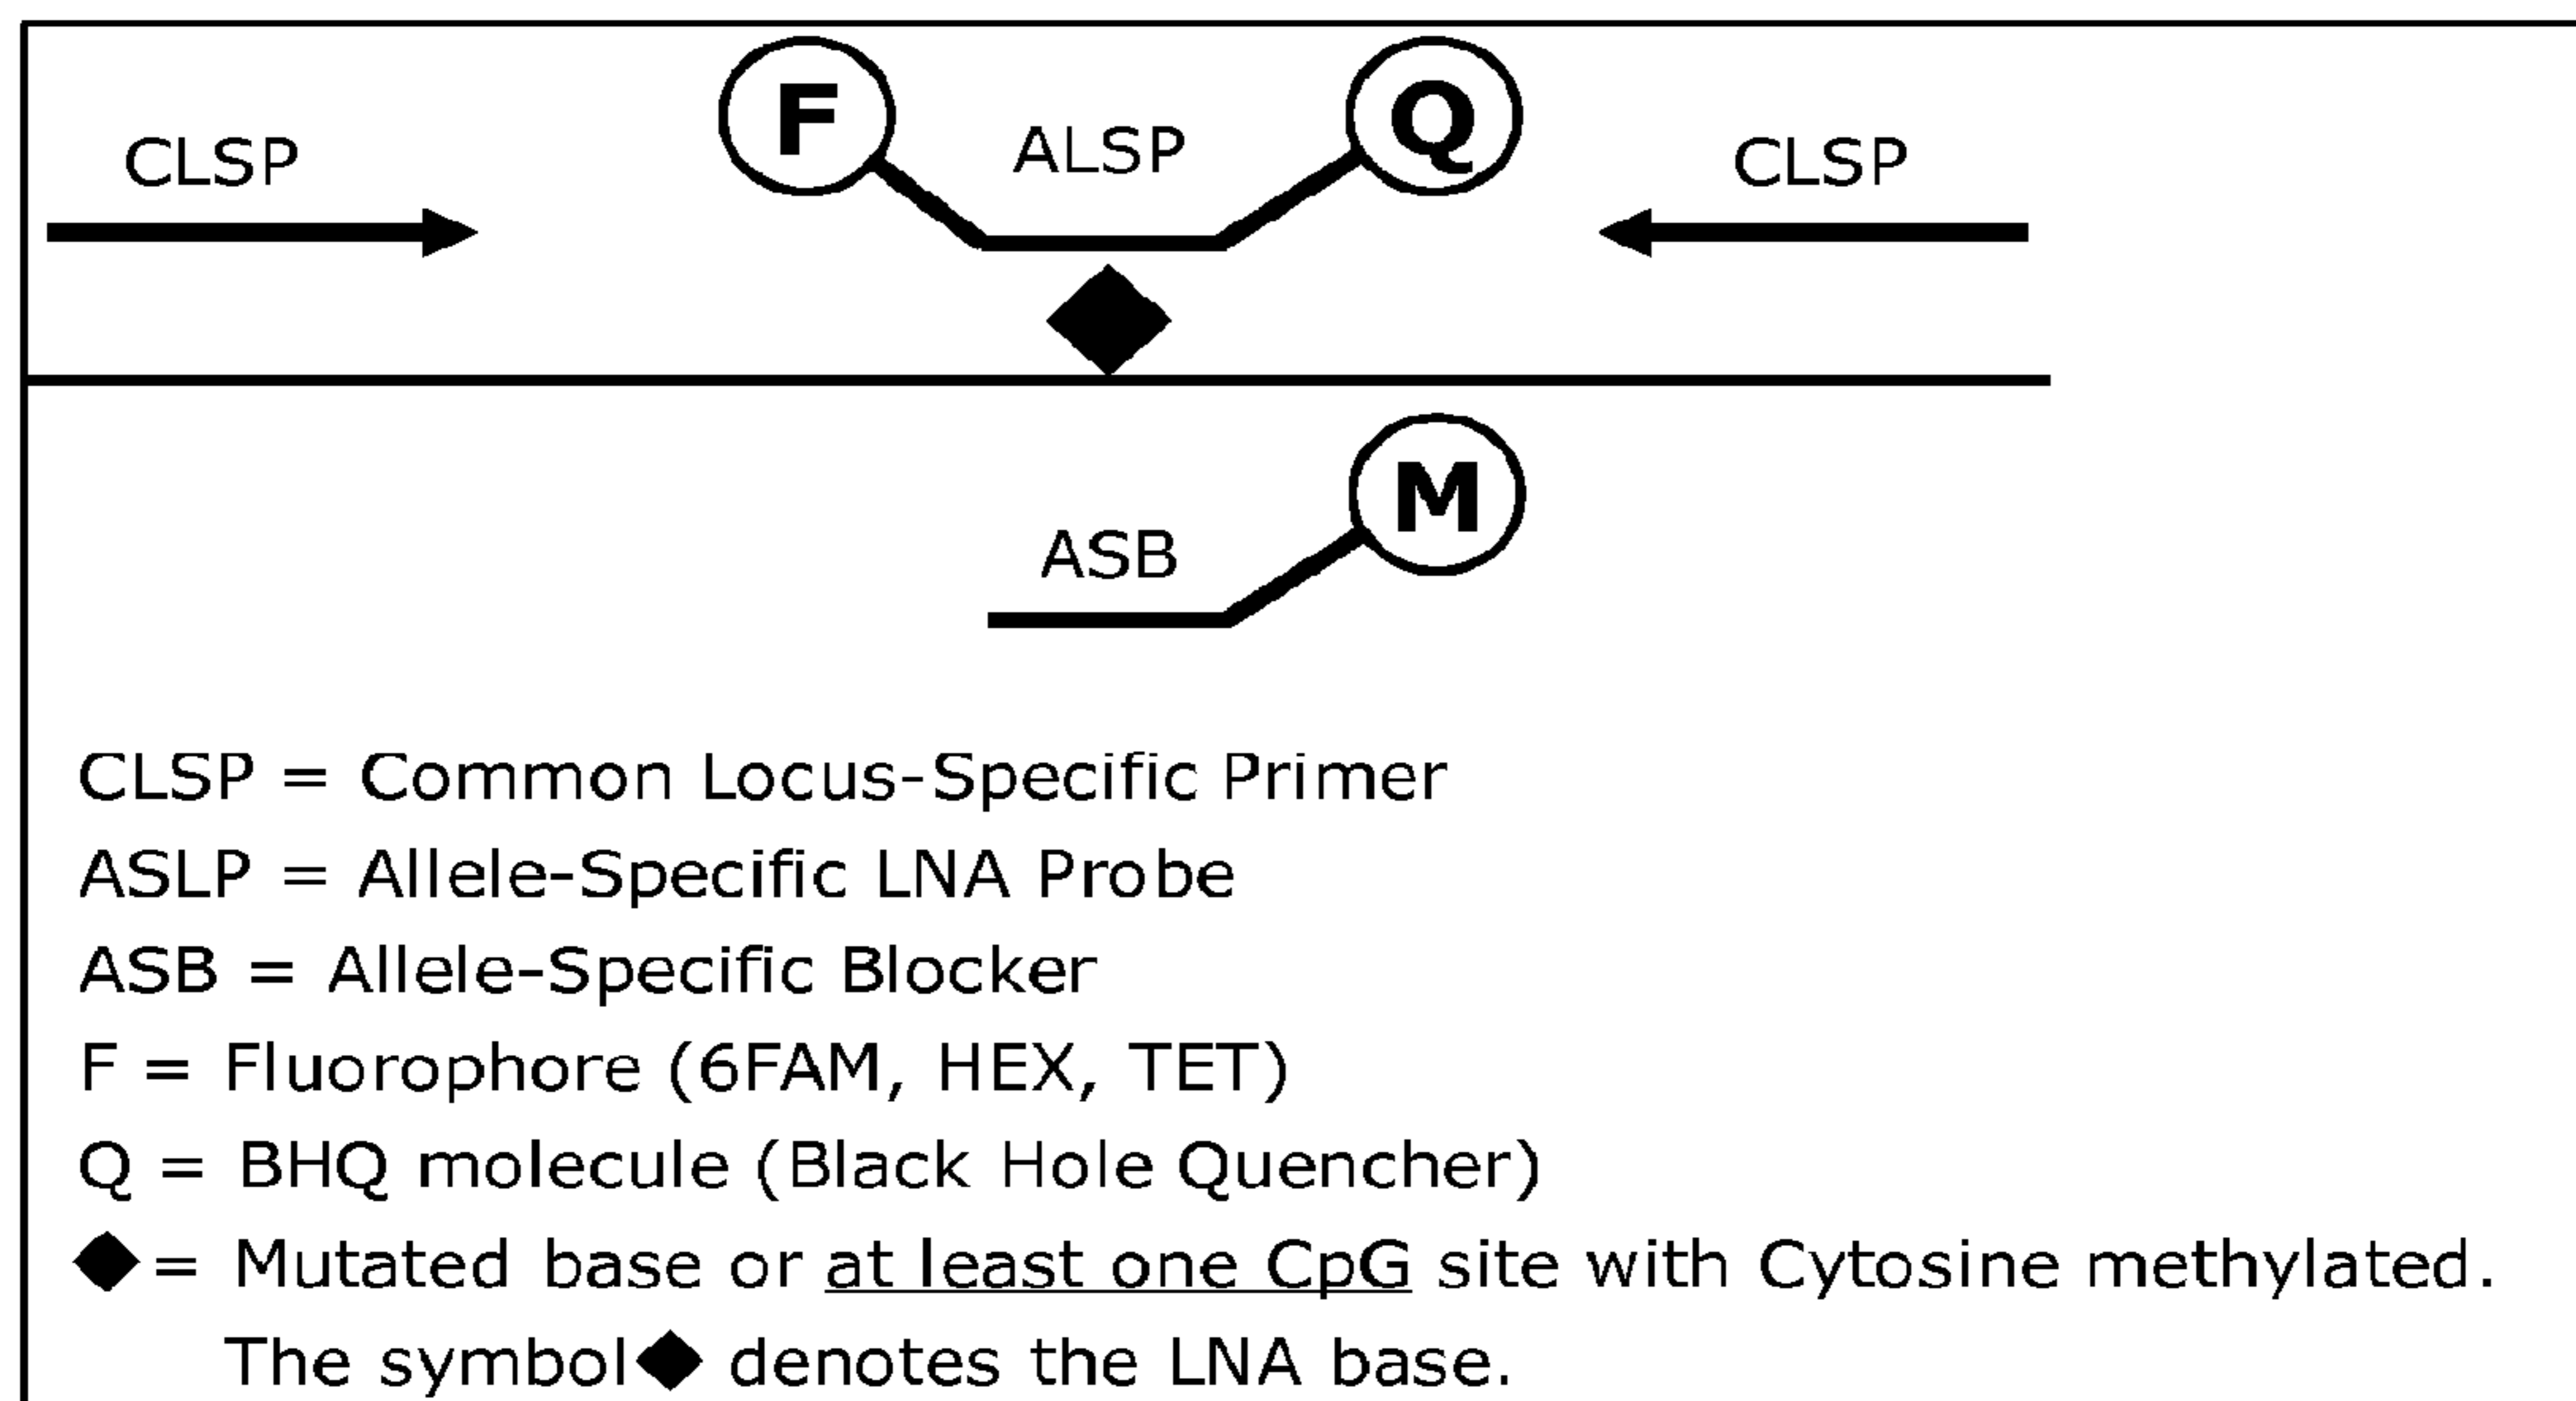 F
Q
CLSP
ALSP
CLSP
M
ASB
CLSP = Common Locus-Specific Primer
ASLP = Allele-Specific LNA Probe
ASB = Allele-Specific Blocker
F = Fluorophore (6FAM, HEX, TET)
Q = BHQ molecule (Black Hole Quencher)
◆= Mutated base or at least one CpG site with Cytosine methylated.
The symbol◆ denotes the LNA base.